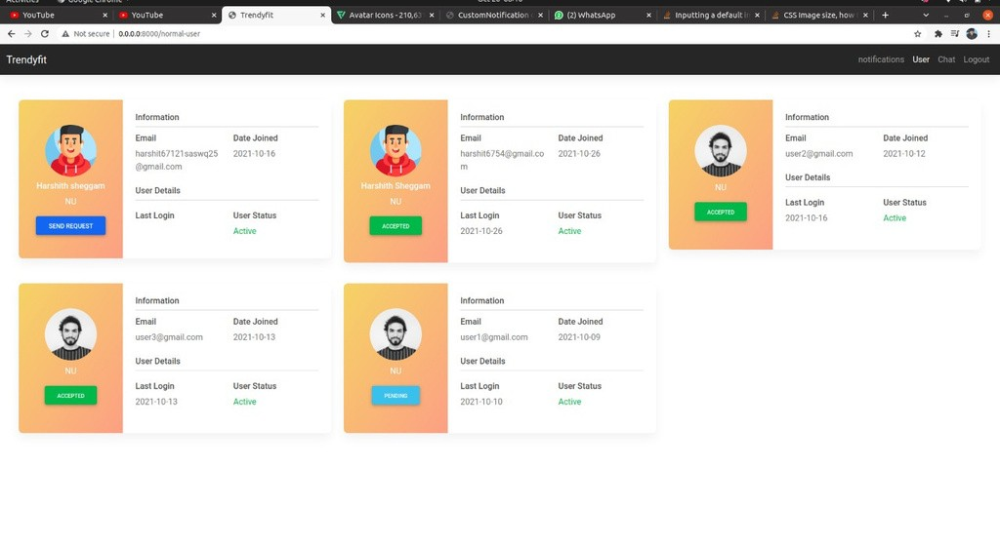 YouTube
YouTube
Trendyfit
Avatar Icons - 210,63
CustomNotification
(2) WhatsApp
Inputting a default i
CSS Image size, how
Not secure | 0.0.0.0:8000/normal-user
Trendyfit
notifications User Chat Logout
Information
Email Date Joined
harshit67121saswq25 2021-10-16
@gmail.com
Harshith sheggam
User Details
NU
Last Login User Status
SEND REQUEST
Active
Information
Email Date Joined
harshit6754@gmail.co 2021-10-26
m
Harshith Sheggam
User Details
NU
Last Login User Status
ACCEPTED
2021-10-26 Active
Information
Email Date Joined
user2@gmail.com 2021-10-12
User Details
NU
Last Login User Status
ACCEPTED
2021-10-16 Active
Information
Email Date Joined
user3@gmail.com 2021-10-13
User Details
NU
Last Login User Status
ACCEPTED
2021-10-13 Active
Information
Email Date Joined
user1@gmail.com 2021-10-09
User Details
NU
Last Login User Status
PENDING
2021-10-10 Active